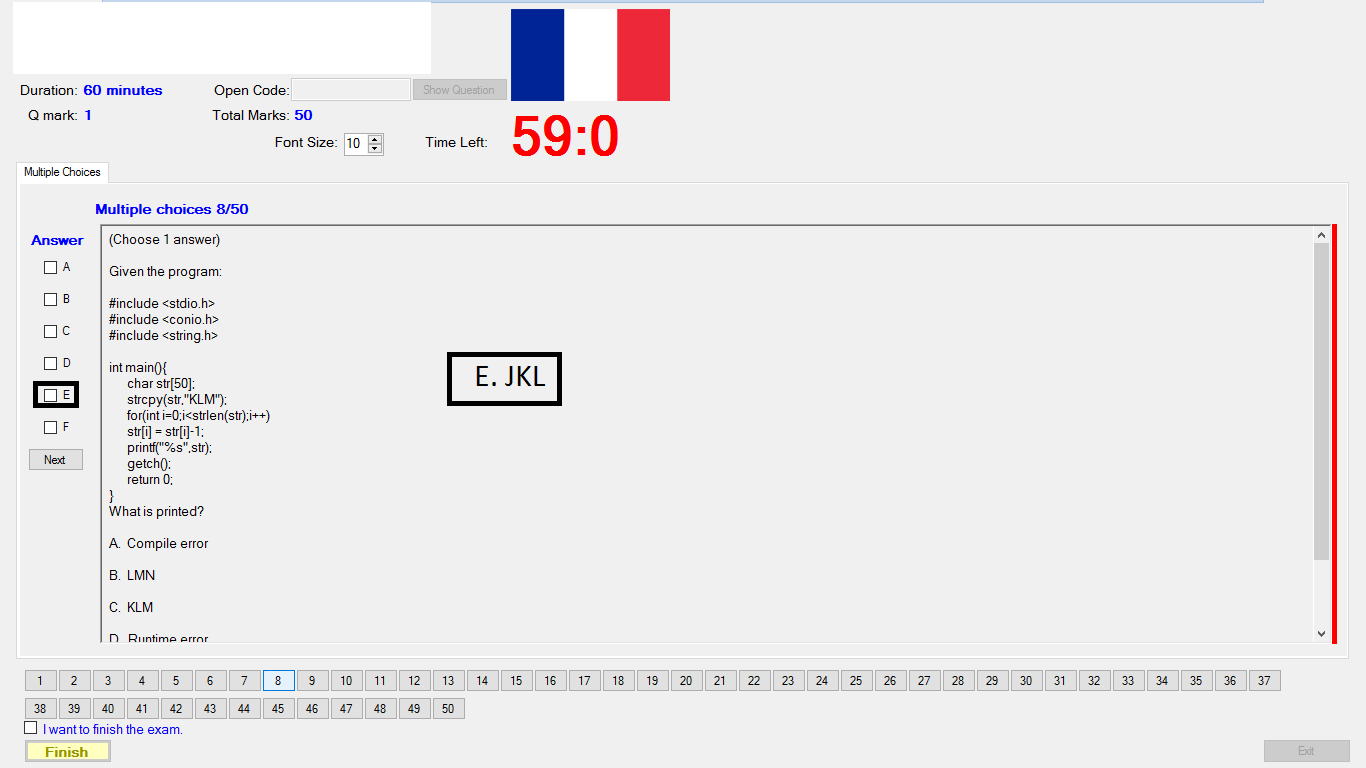 Duration: 60 minutes
Open Code:
Show Question
Q mark: 1
Total Marks: 50
Font Size: 10
Time Left: 59:0
Multiple Choices
Multiple choices 8/50
Answer
A
B
C
D
E
F
Next
(Choose 1 answer)
Given the program:
#include <stdio.h>
#include <conio.h>
#include <string.h>
int main(){
char str[50];
strcpy(str,"KLM");
for(int i=0;i<strlen(str);i++)
str[i] = str[i]-1;
printf("%s",str);
getch();
return 0;
}
What is printed?
A. Compile error
B. LMN
C. KLM
D. Runtime error
E. JKL
1 2 3 4 5 6 7 8 9 10 11 12 13 14 15 16 17 18 19 20 21 22 23 24 25 26 27 28 29 30 31 32 33 34 35 36 37
38 39 40 41 42 43 44 45 46 47 48 49 50
I want to finish the exam.
Finish
Exit